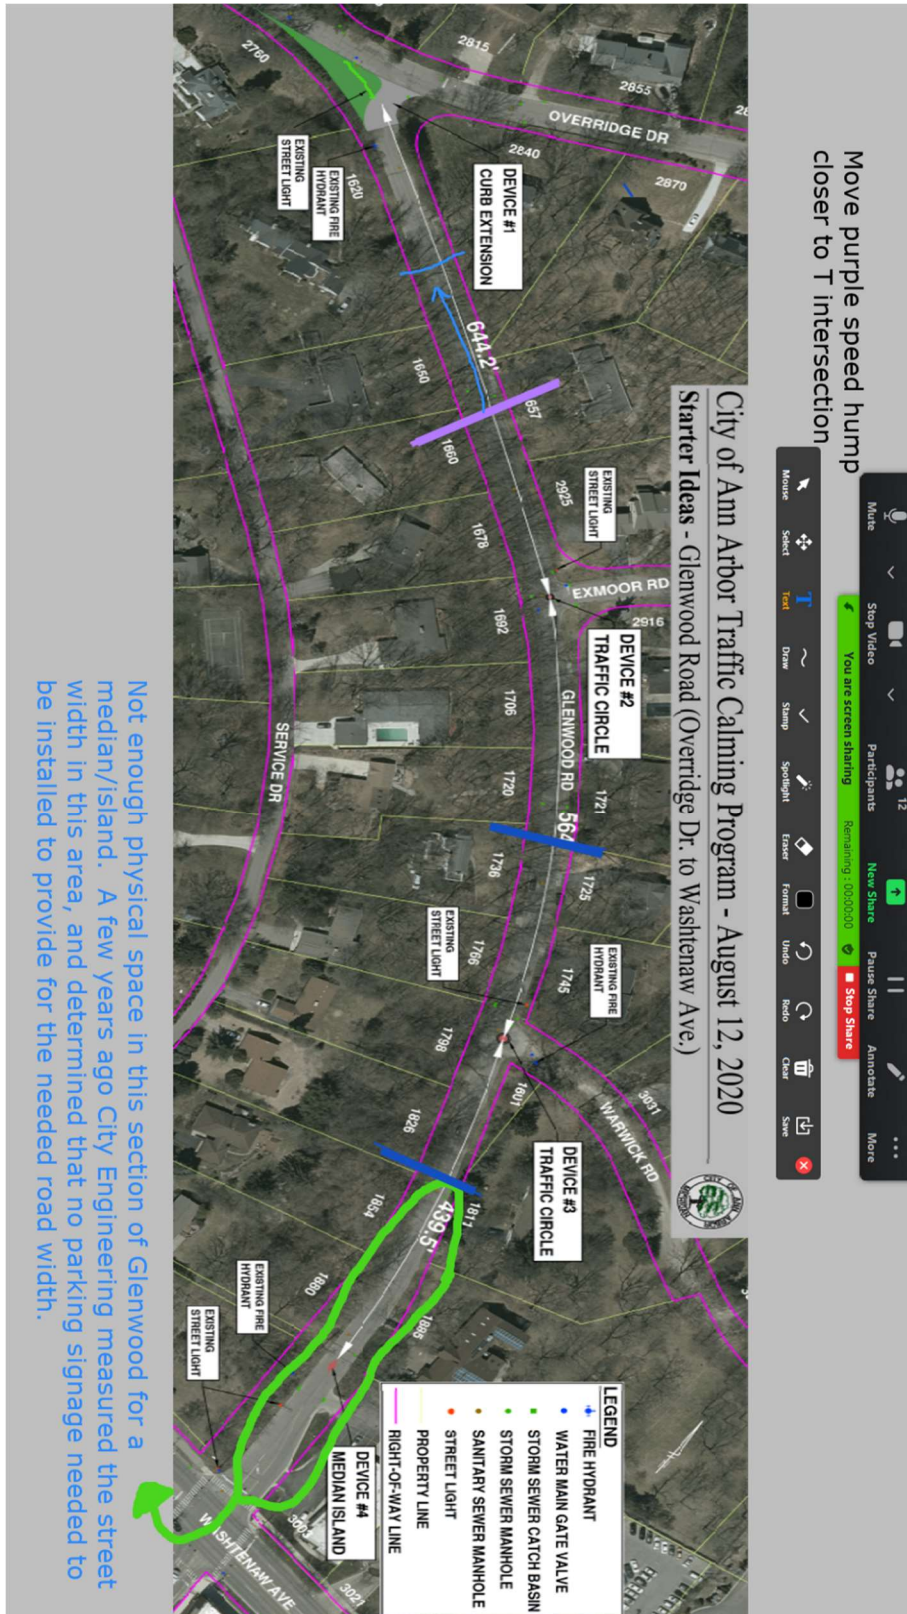 Move purple speed hump
closer to T intersection
Mute
Stop Video
Participants
12
New Share
Pause Share
Annotate
More
You are screen sharing
Remaining : 00:00:00
Stop Share
Mouse
Select
Text
Draw
Stamp
Spotlight
Eraser
Format
Undo
Redo
Clear
Save
City of Ann Arbor Traffic Calming Program - August 12, 2020
Starter Ideas - Glenwood Road (Overridge Dr. to Washtenaw Ave.)
2760
2815
2855
OVERRIDGE DR
2840
2870
EXISTING
STREET LIGHT
EXISTING FIRE
HYDRANT
1620
DEVICE #1
CURB EXTENSION
644.2'
1650
657
1660
2925
EXISTING
STREET LIGHT
1678
EXMOOR RD
2916
1692
DEVICE #2
TRAFFIC CIRCLE
1706
GLENWOOD RD
1721
1720
564
1736
1725
SERVICE DR
EXISTING
STREET LIGHT
1766
1745
EXISTING FIRE
HYDRANT
1798
1801
3031
WARWICK RD
1826
DEVICE #3
TRAFFIC CIRCLE
1811
439.5'
1854
1880
1885
EXISTING FIRE
HYDRANT
EXISTING
STREET LIGHT
DEVICE #4
MEDIAN ISLAND
3003
3021
WASHTENAW AVE
LEGEND
FIRE HYDRANT
WATER MAIN GATE VALVE
STORM SEWER CATCH BASIN
STORM SEWER MANHOLE
SANITARY SEWER MANHOLE
STREET LIGHT
PROPERTY LINE
RIGHT-OF-WAY LINE
Not enough physical space in this section of Glenwood for a
median/island. A few years ago City Engineering measured the street
width in this area, and determined that no parking signage needed to
be installed to provide for the needed road width.